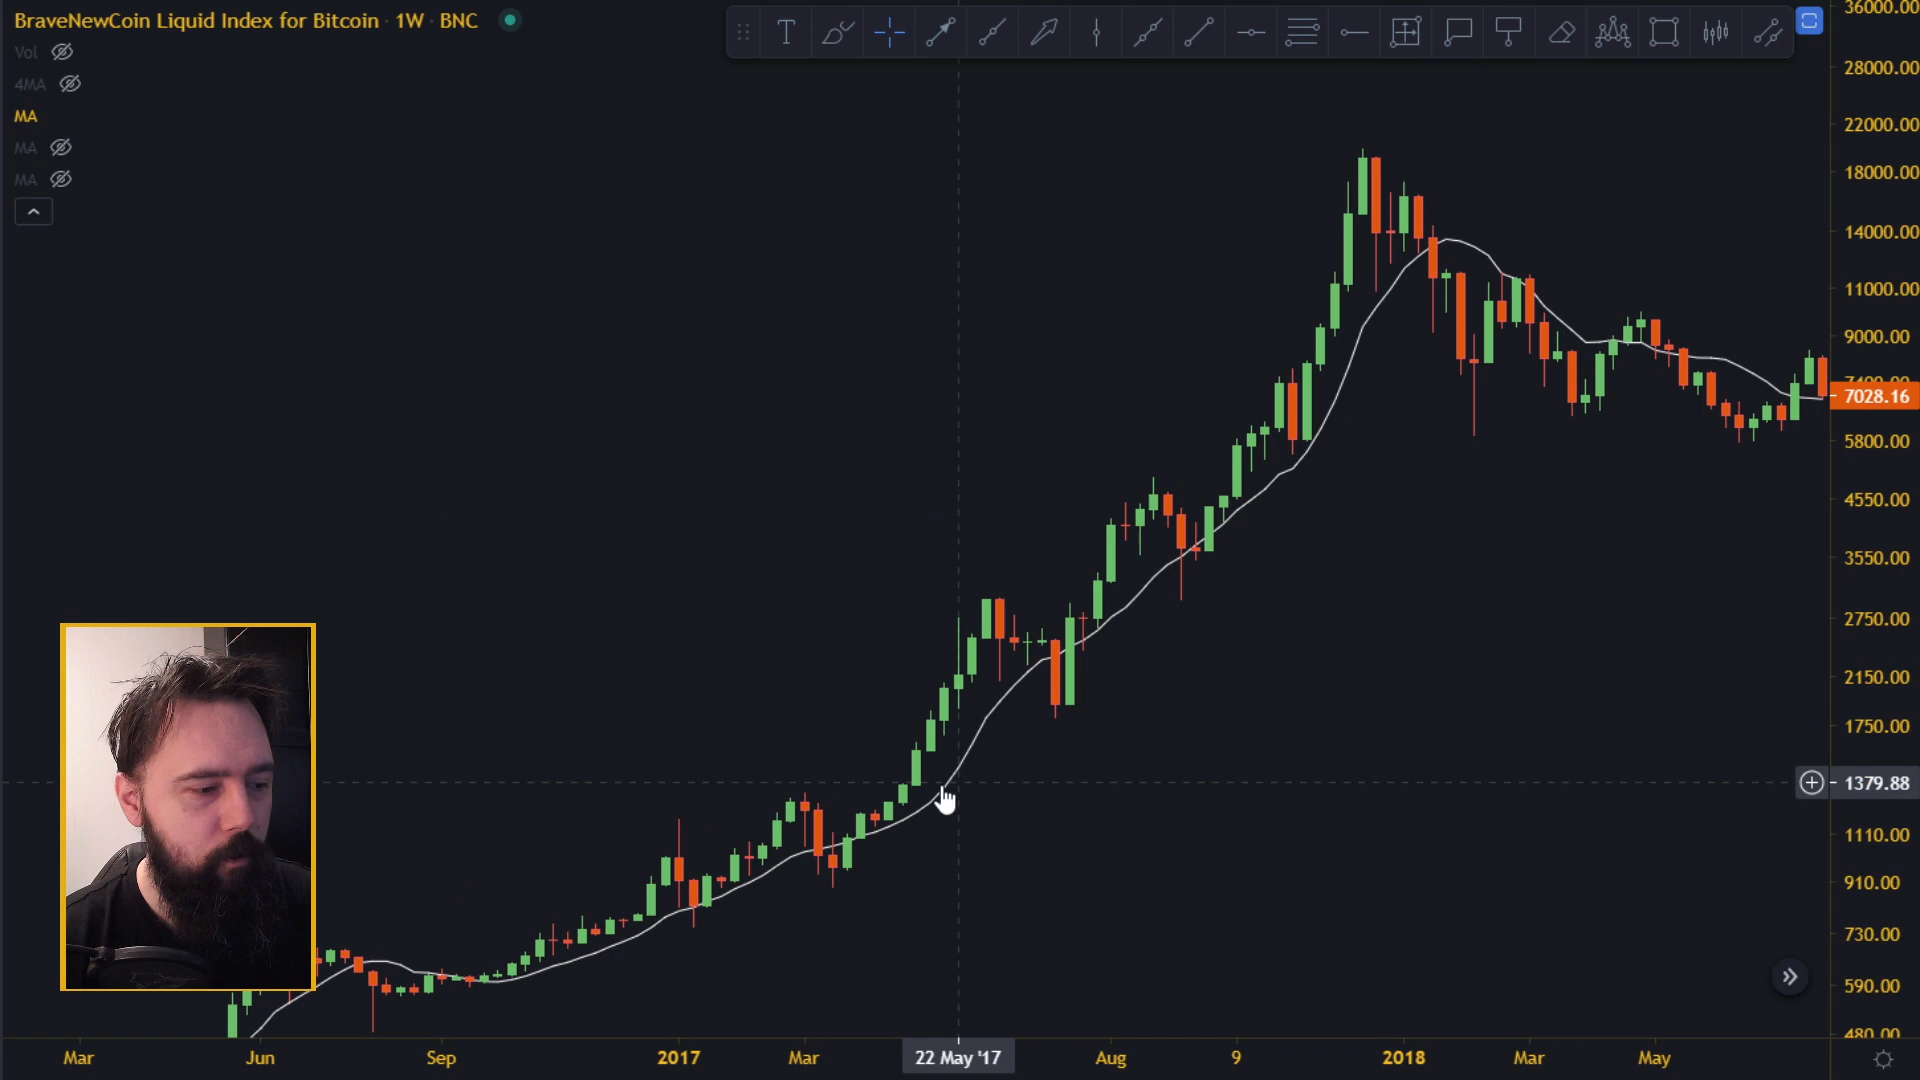 BraveNewCoin Liquid Index for Bitcoin · 1W · BNC
Vol
4MA
MA
MA
MA
T
36000.00
28000.00
22000.00
18000.00
14000.00
11000.00
9000.00
7400.00
7028.16
5800.00
4550.00
3550.00
2750.00
2150.00
1750.00
1379.88
1110.00
910.00
730.00
590.00
480.00
Mar Jun Sep 2017 Mar 22 May '17 Aug 9 2018 Mar May